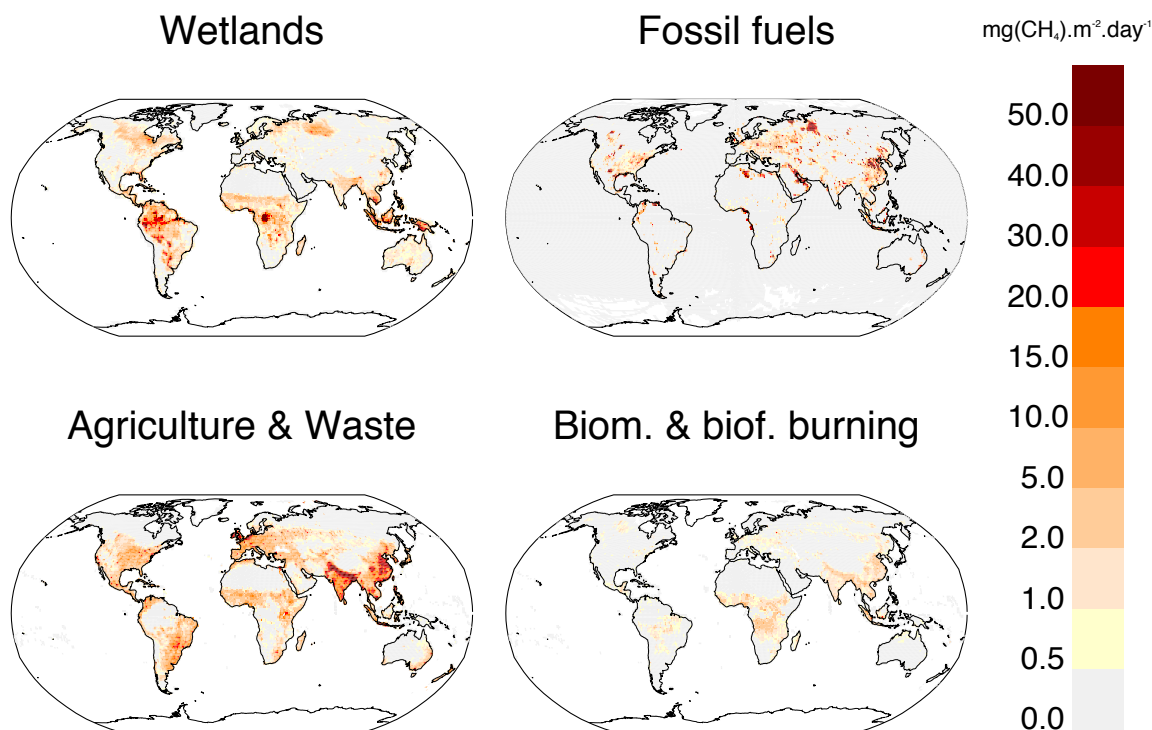 Wetlands
Fossil fuels
mg(CH₄).m⁻².day⁻¹
50.0
40.0
30.0
20.0
15.0
10.0
5.0
2.0
1.0
0.5
0.0
Agriculture & Waste
Biom. & biof. burning